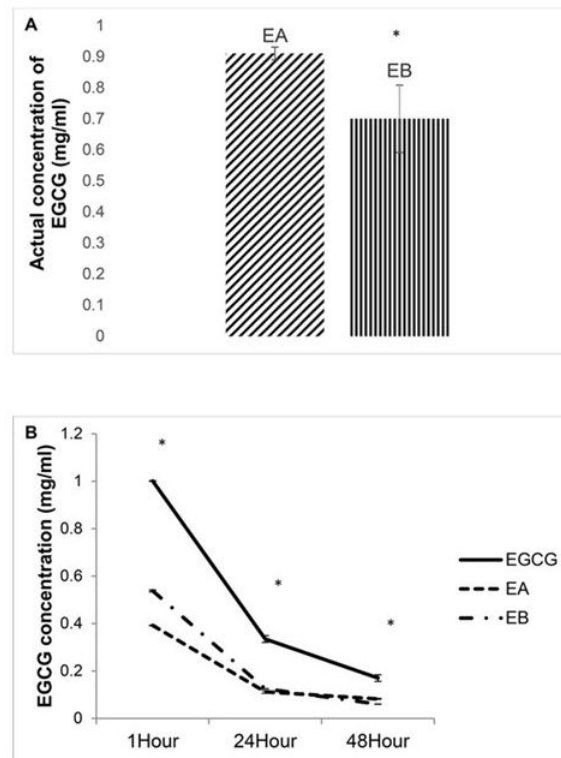 A
1
0.9
0.8
0.7
0.6
0.5
0.4
0.3
0.2
0.1
0
Actual concentration of
EGCG (mg/ml)
EA
*
EB
B
1.2
1
0.8
0.6
0.4
0.2
0
EGCG concentration (mg/ml)
*
*
*
EGCG
EA
EB
1Hour 24Hour 48Hour